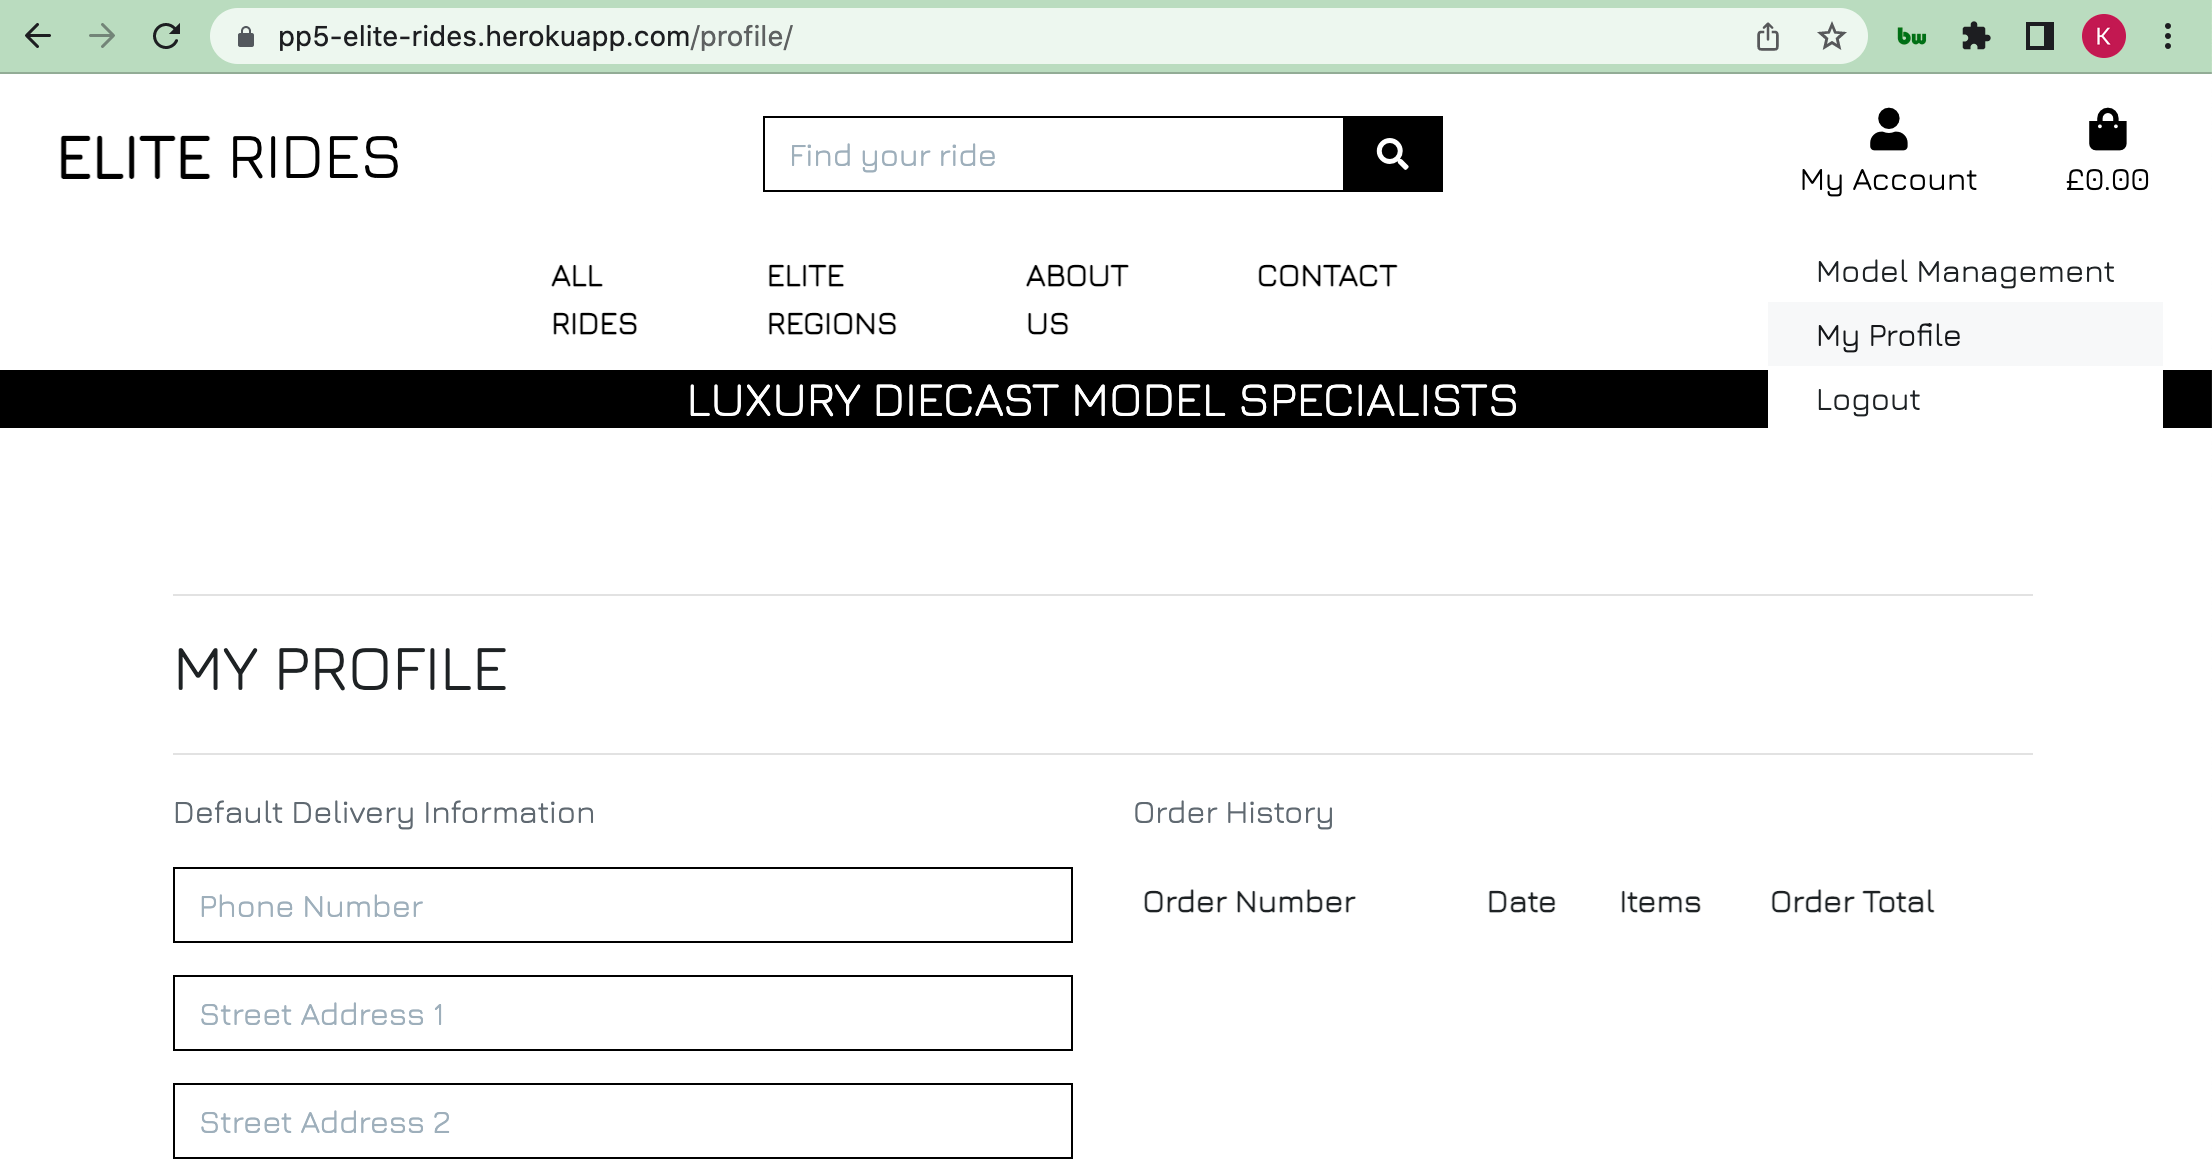 pp5-elite-rides.herokuapp.com/profile/
bw
K
ELITE RIDES
Find your ride
My Account
£0.00
ALL
RIDES
ELITE
REGIONS
ABOUT
US
CONTACT
Model Management
My Profile
Logout
LUXURY DIECAST MODEL SPECIALISTS
MY PROFILE
Default Delivery Information
Phone Number
Street Address 1
Street Address 2
Order History
Order Number Date Items Order Total